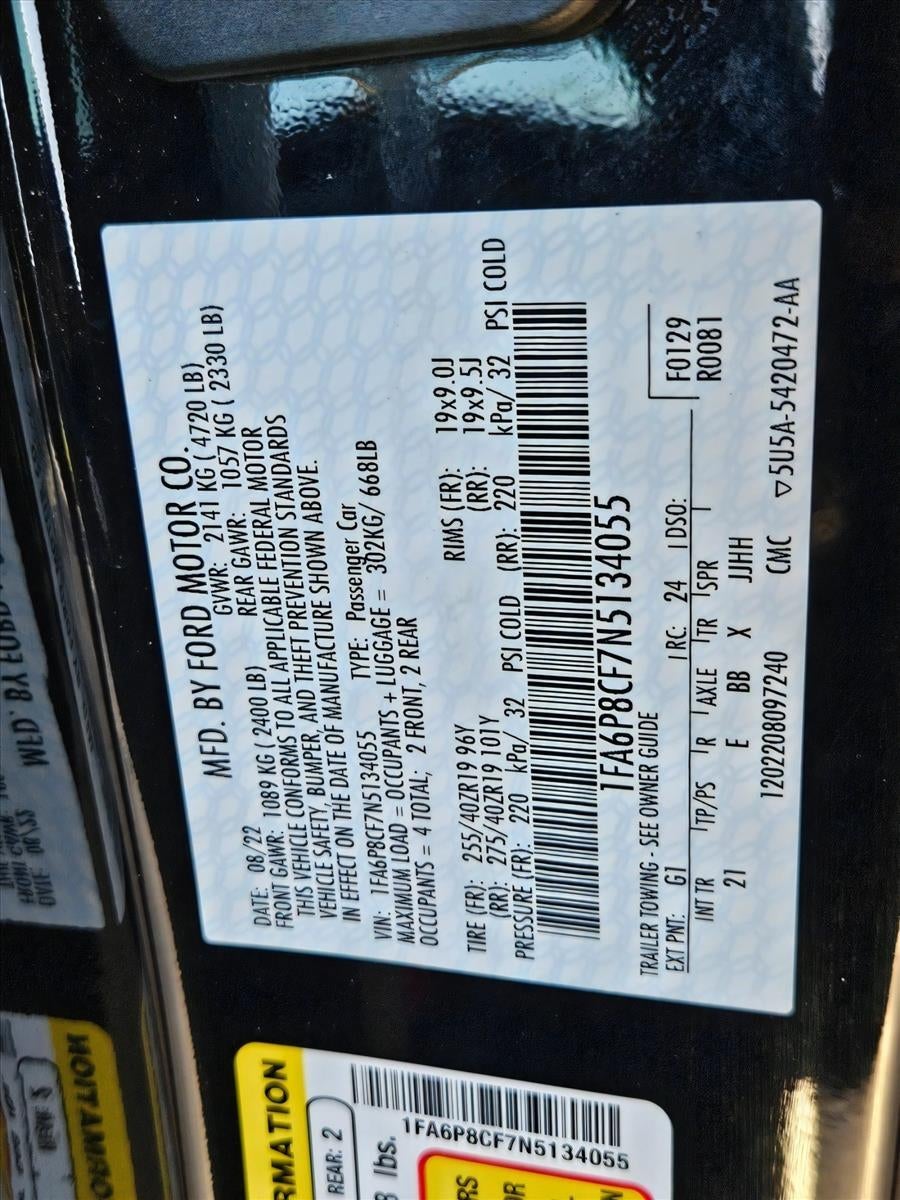 MFD. BY FORD MOTOR CO.
DATE: 08/22 GVWR: 2141 KG ( 4720 LB)
FRONT GAWR: 1089 KG ( 2400 LB) REAR GAWR: 1057 KG ( 2330 LB)
THIS VEHICLE CONFORMS TO ALL APPLICABLE FEDERAL MOTOR
VEHICLE SAFETY, BUMPER, AND THEFT PREVENTION STANDARDS
IN EFFECT ON THE DATE OF MANUFACTURE SHOWN ABOVE.
VIN: 1FA6P8CF7N5134055 TYPE: Passenger Car
MAXIMUM LOAD = OCCUPANTS + LUGGAGE = 302KG/ 668LB
OCCUPANTS = 4 TOTAL; 2 FRONT, 2 REAR
TIRE (FR): 255/40ZR19 96Y RIMS (FR): 19x9.0J
(RR): 275/40ZR19 101Y (RR): 19x9.5J
PRESSURE (FR): 220 kPa/ 32 PSI COLD (RR): 220 kPa/ 32 PSI COLD
1FA6P8CF7N5134055
TRAILER TOWING - SEE OWNER GUIDE
EXT PNT: G1 RC: 24 DSO: F0129
INT TR TP/PS R AXLE TR SPR R0081
21 E BB X JJHH
120220809724​0 CMC ▽5U5A-5420472-AA
RMATION
REAR: 2
lbs.
1FA6P8CF7N5134055